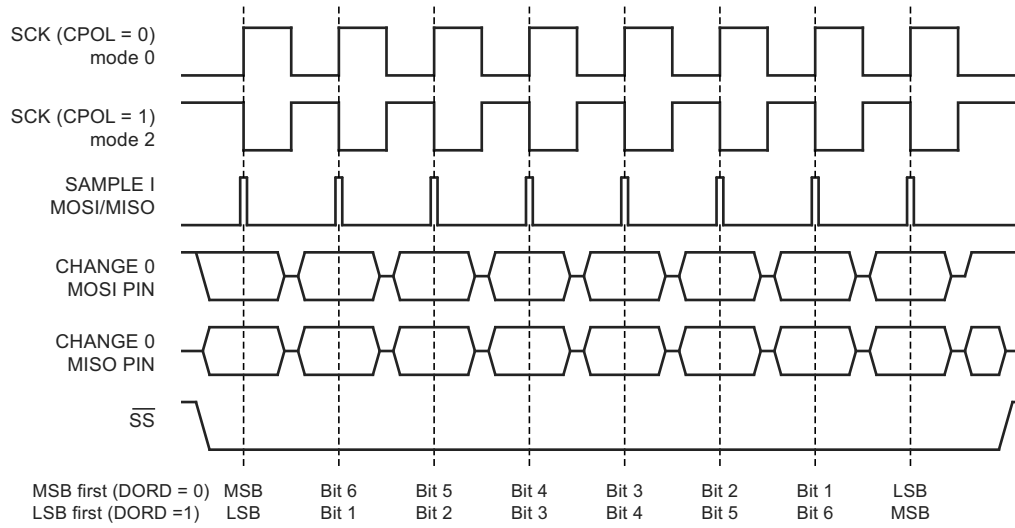 SCK (CPOL = 0)
mode 0
SCK (CPOL = 1)
mode 2
SAMPLE I
MOSI/MISO
CHANGE 0
MOSI PIN
CHANGE 0
MISO PIN
SS
MSB first (DORD = 0) MSB Bit 6 Bit 5 Bit 4 Bit 3 Bit 2 Bit 1 LSB
LSB first (DORD =1) LSB Bit 1 Bit 2 Bit 3 Bit 4 Bit 5 Bit 6 MSB